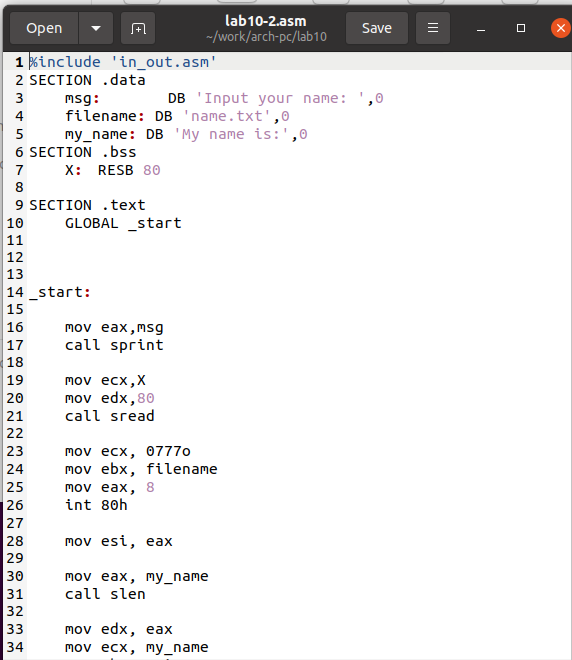 Open
lab10-2.asm
~/work/arch-pc/lab10
Save
1 %include 'in_out.asm'
2 SECTION .data
3     msg:        DB 'Input your name: ',0
4     filename: DB 'name.txt',0
5     my_name: DB 'My name is:',0
6 SECTION .bss
7     X:  RESB 80
8
9 SECTION .text
10     GLOBAL _start
11
12
13
14 _start:
15
16     mov eax,msg
17     call sprint
18
19     mov ecx,X
20     mov edx,80
21     call sread
22
23     mov ecx, 0777o
24     mov ebx, filename
25     mov eax, 8
26     int 80h
27
28     mov esi, eax
29
30     mov eax, my_name
31     call slen
32
33     mov edx, eax
34     mov ecx, my_name